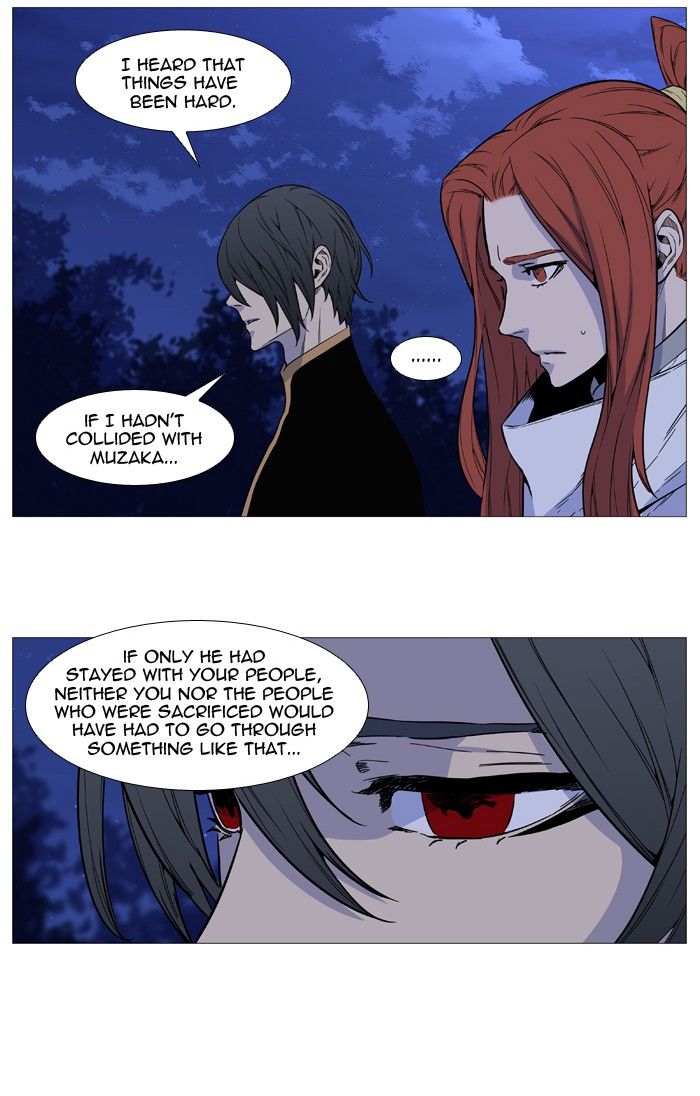 I HEARD THAT
THINGS HAVE
BEEN HARD.
......
IF I HADN'T
COLLIDED WITH
MUZAKA...
IF ONLY HE HAD
STAYED WITH YOUR PEOPLE,
NEITHER YOU NOR THE PEOPLE
WHO WERE SACRIFICED WOULD
HAVE HAD TO GO THROUGH
SOMETHING LIKE THAT...